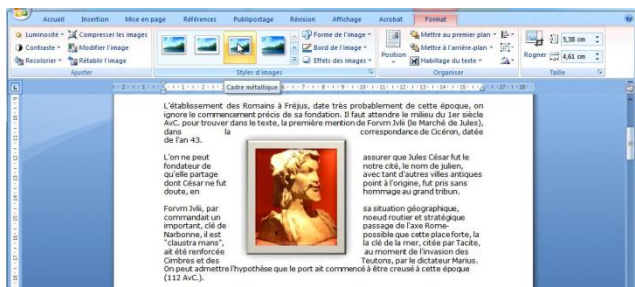 Accueil Insertion Mise en page Références Publipostage Révision Affichage Acrobat Format
Luminosité Compresser les images Forme de l'image Mettre au premier plan 5,38 cm
Contraste Modifier l'image Bord de l'image Position Mettre à l'arrière-plan Rogner 4,61 cm
Recolorier Rétablir l'image Effets des images Habillage du texte
Ajuster Styles d'images Organiser Taille
Cadre métallique
L'établissement des Romains à Fréjus, date très probablement de cette époque, on
ignore le commencement précis de sa fondation. Il faut attendre le milieu du 1er siècle
AvC. pour trouver dans le texte, la première mention de Forvm Jvlii (le Marché de Jules),
dans la correspondance de Cicéron, datée
de l'an 43.
L'on ne peut assurer que Jules César fut le
fondateur de notre cité, le nom de julien,
qu'elle partage avec tant d'autres villes antiques
dont César ne fut point à l'origine, fut pris sans
doute, en hommage au grand tribun.
Forvm Jvlii, par sa situation géographique,
commandait un noeud routier et stratégique
important, clé de passage de l'axe Rome-
Narbonne, il est possible que cette place forte, la
"claustra mans", la clé de la mer, citée par Tacite,
ait été renforcée au moment de l'invasion des
Cimbres et des Teutons, par le dictateur Marius.
On peut admettre l'hypothèse que le port ait commencé à être creusé à cette époque
(112 AvC.).